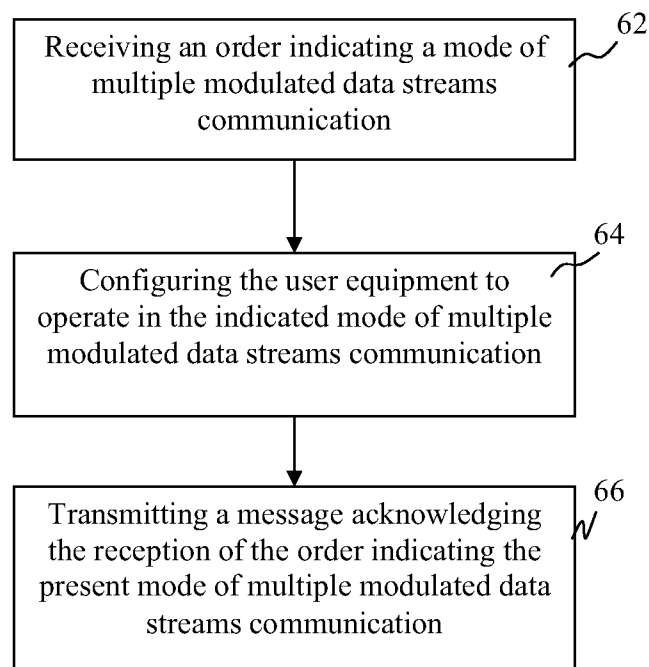 62
Receiving an order indicating a mode of
multiple modulated data streams
communication
64
Configuring the user equipment to
operate in the indicated mode of multiple
modulated data streams communication
66
Transmitting a message acknowledging
the reception of the order indicating the
present mode of multiple modulated data
streams communication